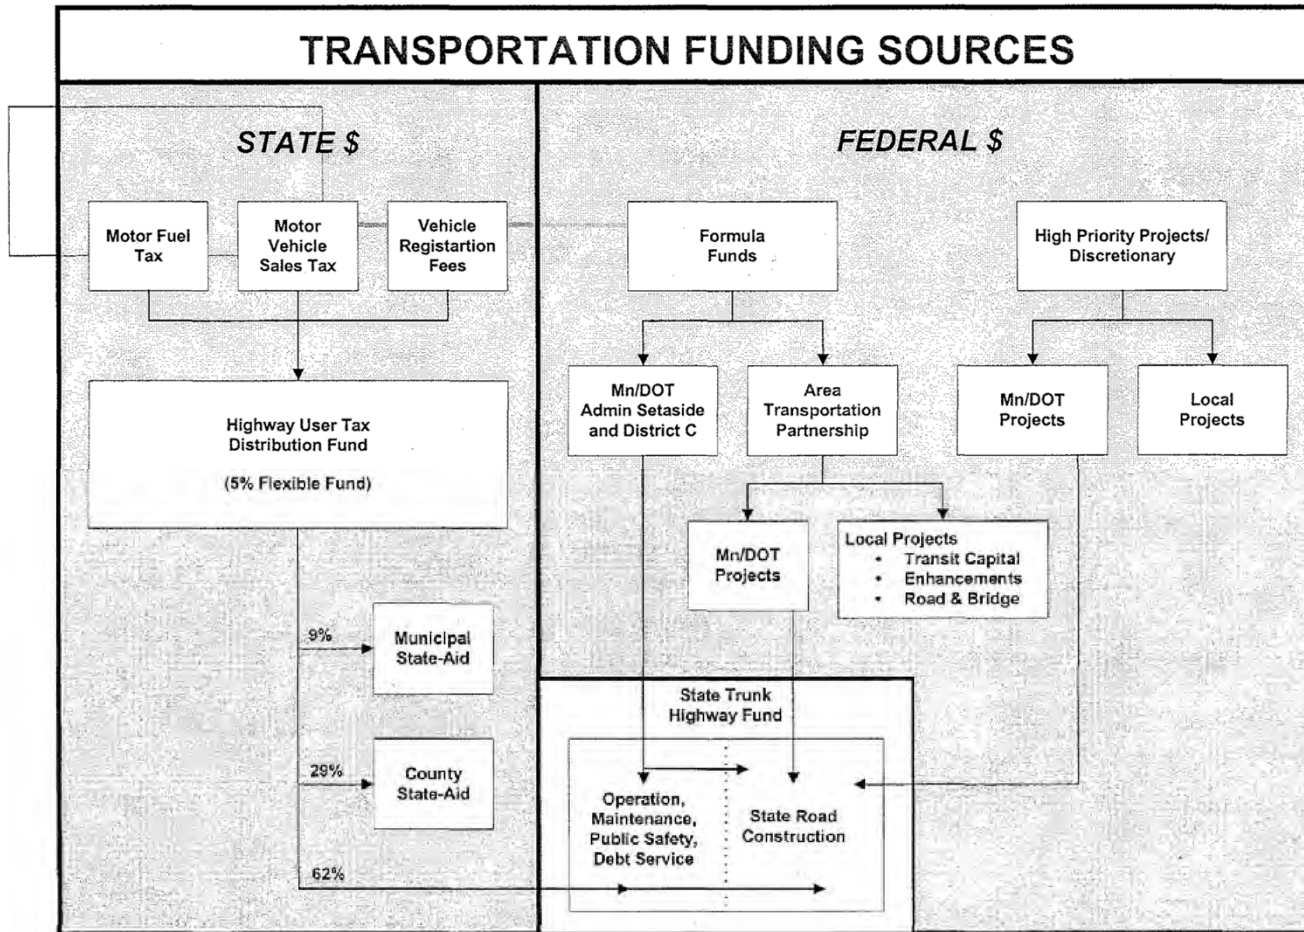 TRANSPORTATION FUNDING SOURCES
STATE $
Motor Fuel
Tax
Motor
Vehicle
Sales Tax
Vehicle
Registartion
Fees
Highway User Tax
Distribution Fund
(5% Flexible Fund)
9%
Municipal
State-Aid
29%
County
State-Aid
62%
FEDERAL $
Formula
Funds
High Priority Projects/
Discretionary
Mn/DOT
Admin Setaside
and District C
Area
Transportation
Partnership
Mn/DOT
Projects
Local
Projects
Mn/DOT
Projects
Local Projects
• Transit Capital
• Enhancements
• Road & Bridge
State Trunk
Highway Fund
Operation,
Maintenance,
Public Safety,
Debt Service
State Road
Construction